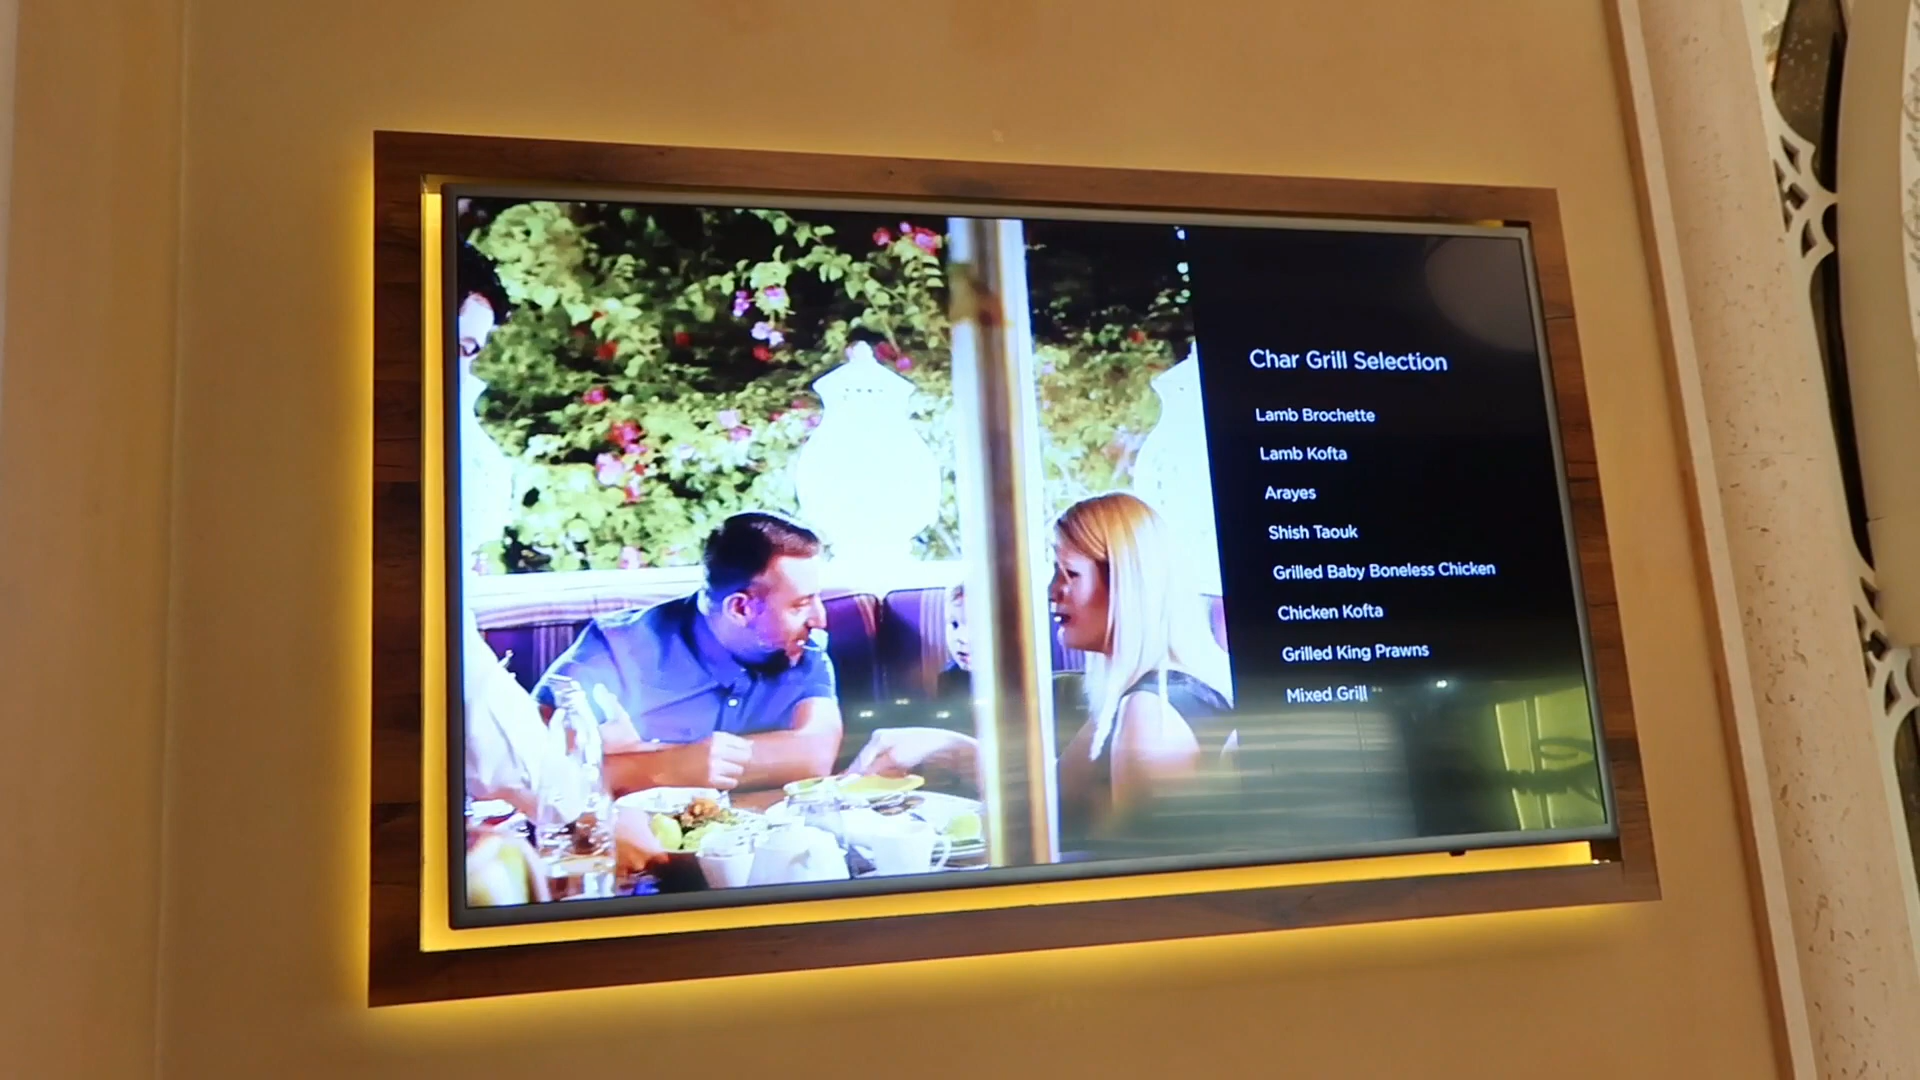 Char Grill Selection
Lamb Brochette
Lamb Kofta
Arayes
Shish Taouk
Grilled Baby Boneless Chicken
Chicken Kofta
Grilled King Prawns
Mixed Grill